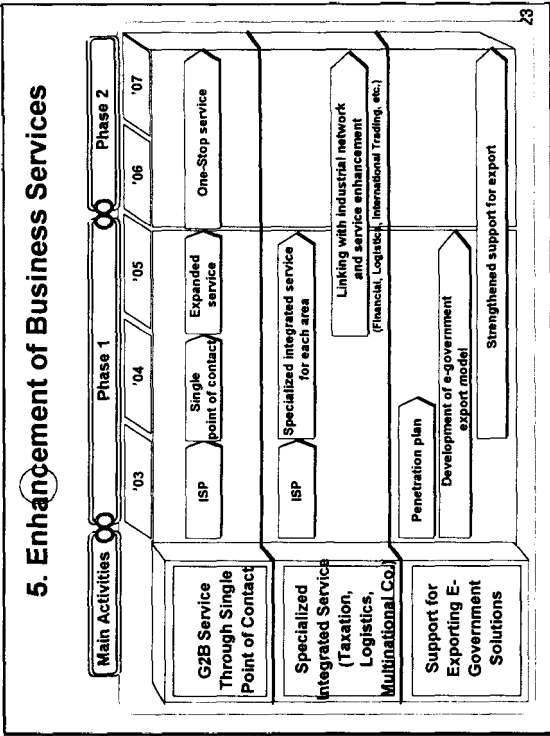 5. Enhancement of Business Services
Main Activities
Phase 1
Phase 2
'03
'04
'05
'06
'07
G2B Service
Through Single
Point of Contact
ISP
Single
point of contact
Expanded
service
One-Stop service
Specialized
Integrated Service
(Taxation,
Logistics,
Multinational Co.)
ISP
Specialized integrated service
for each area
Linking with industrial network
and service enhancement
(Financial, Logistics, International Trading, etc.)
Support for
Exporting E-
Government
Solutions
Penetration plan
Development of e-government
export model
Strengthened support for export
23